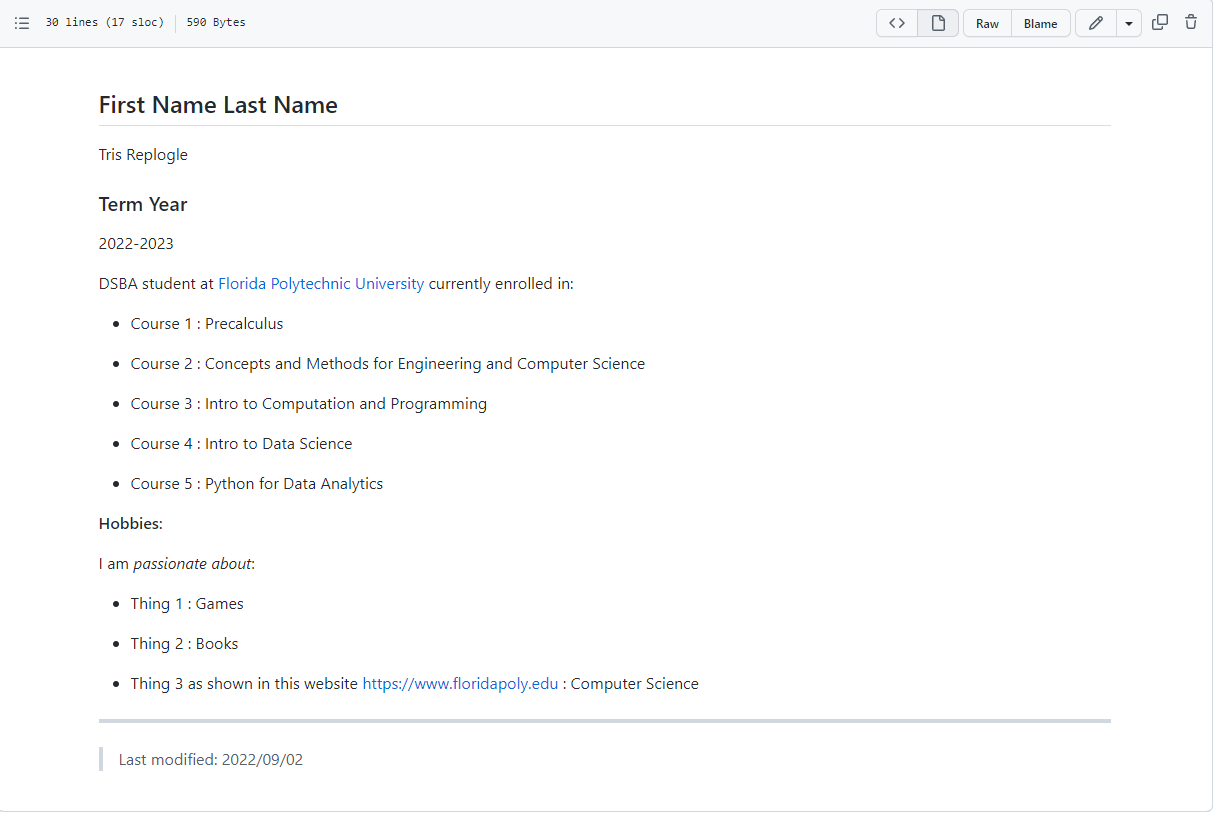 30 lines (17 sloc) 590 Bytes Raw Blame
First Name Last Name
Tris Replogle
Term Year
2022-2023
DSBA student at Florida Polytechnic University currently enrolled in:
Course 1 : Precalculus
Course 2 : Concepts and Methods for Engineering and Computer Science
Course 3 : Intro to Computation and Programming
Course 4 : Intro to Data Science
Course 5 : Python for Data Analytics
Hobbies:
I am passionate about:
Thing 1 : Games
Thing 2 : Books
Thing 3 as shown in this website https://www.floridapoly.edu : Computer Science
Last modified: 2022/09/02